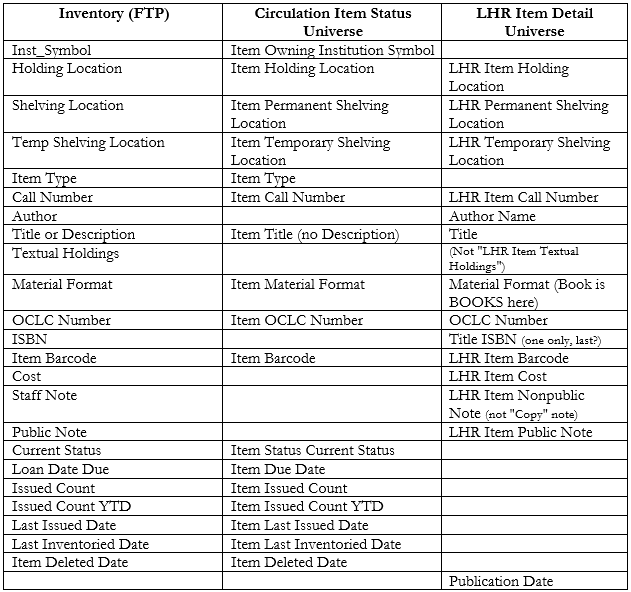 Inventory (FTP) Circulation Item Status Universe LHR Item Detail Universe
Inst_Symbol Item Owning Institution Symbol
Holding Location Item Holding Location LHR Item Holding Location
Shelving Location Item Permanent Shelving Location LHR Permanent Shelving Location
Temp Shelving Location Item Temporary Shelving Location LHR Temporary Shelving Location
Item Type Item Type
Call Number Item Call Number LHR Item Call Number
Author Author Name
Title or Description Item Title (no Description) Title
Textual Holdings (Not "LHR Item Textual Holdings")
Material Format Item Material Format Material Format (Book is BOOKS here)
OCLC Number Item OCLC Number OCLC Number
ISBN Title ISBN (one only, last?)
Item Barcode Item Barcode LHR Item Barcode
Cost LHR Item Cost
Staff Note LHR Item Nonpublic Note (not "Copy" note)
Public Note LHR Item Public Note
Current Status Item Status Current Status
Loan Date Due Item Due Date
Issued Count Item Issued Count
Issued Count YTD Item Issued Count YTD
Last Issued Date Item Last Issued Date
Last Inventoried Date Item Last Inventoried Date
Item Deleted Date Item Deleted Date
Publication Date